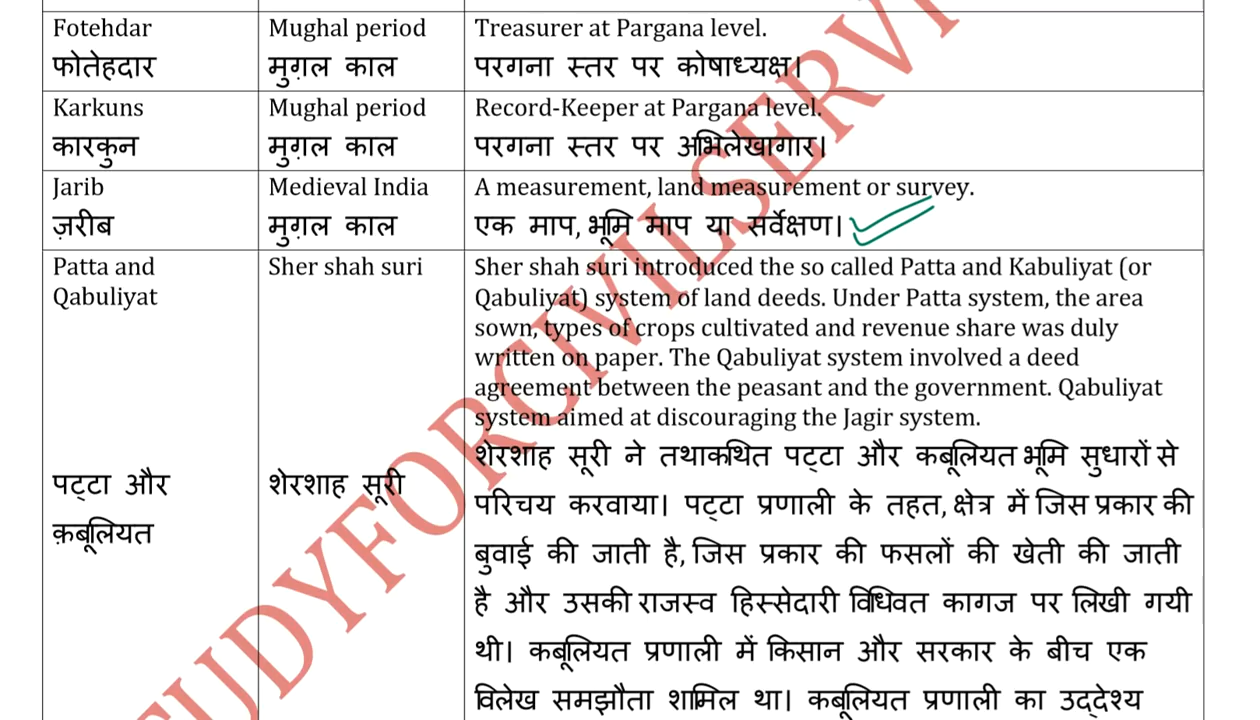 Fotehdar Mughal period Treasurer at Pargana level.
फोतेहदार मुग़ल काल परगना स्तर पर कोषाध्यक्ष।
Karkuns Mughal period Record-Keeper at Pargana level.
कारकुन मुग़ल काल परगना स्तर पर अभिलेखागार।
Jarib Medieval India A measurement, land measurement or survey.
ज़रीब मुग़ल काल एक माप, भूमि माप या सर्वेक्षण।
Patta and Sher shah suri Sher shah suri introduced the so called Patta and Kabuliyat (or
Qabuliyat Qabuliyat) system of land deeds. Under Patta system, the area
sown, types of crops cultivated and revenue share was duly
written on paper. The Qabuliyat system involved a deed
agreement between the peasant and the government. Qabuliyat
system aimed at discouraging the Jagir system.
शेरशाह सूरी ने तथाकथित पट्टा और कबूलियत भूमि सुधारों से
पट्टा और शेरशाह सूरी परिचय करवाया। पट्टा प्रणाली के तहत, क्षेत्र में जिस प्रकार की
क़बूलियत बुवाई की जाती है, जिस प्रकार की फसलों की खेती की जाती
है और उसकी राजस्व हिस्सेदारी विधिवत कागज पर लिखी गयी
थी। कबूलियत प्रणाली में किसान और सरकार के बीच एक
विलेख समझौता शामिल था। कबूलियत प्रणाली का उद्देश्य
STUDYFORCIVILSERVI